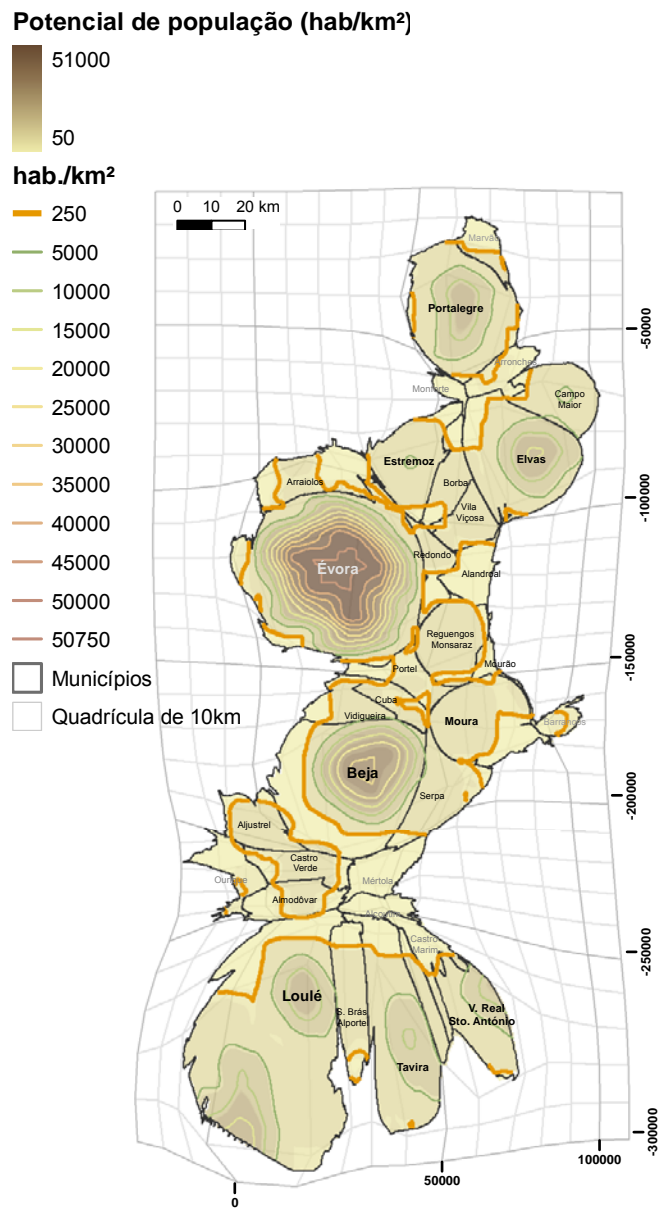 Potencial de população (hab/km²)
51000
50
hab./km²
250
5000
10000
15000
20000
25000
30000
35000
40000
45000
50000
50750
Municípios
Quadrícula de 10km
0 10 20 km
Marvão
Portalegre
-50000
Arronches
Monforte
Campo
Maior
Estremoz
Elvas
Arraiolos
Borba
-100000
Vila
Viçosa
Redondo
Évora
Alandroal
Reguengos
Monsaraz
-150000
Mourão
Portel
Cuba
Vidigueira
Moura
Barrancos
Beja
Serpa
-200000
Aljustrel
Castro
Verde
Ourique
Mértola
Almodôvar
Alcoutim
Castro
Marim
-250000
Loulé
S. Brás
Alportel
V. Real
Sto. António
Tavira
-300000
0
50000
100000